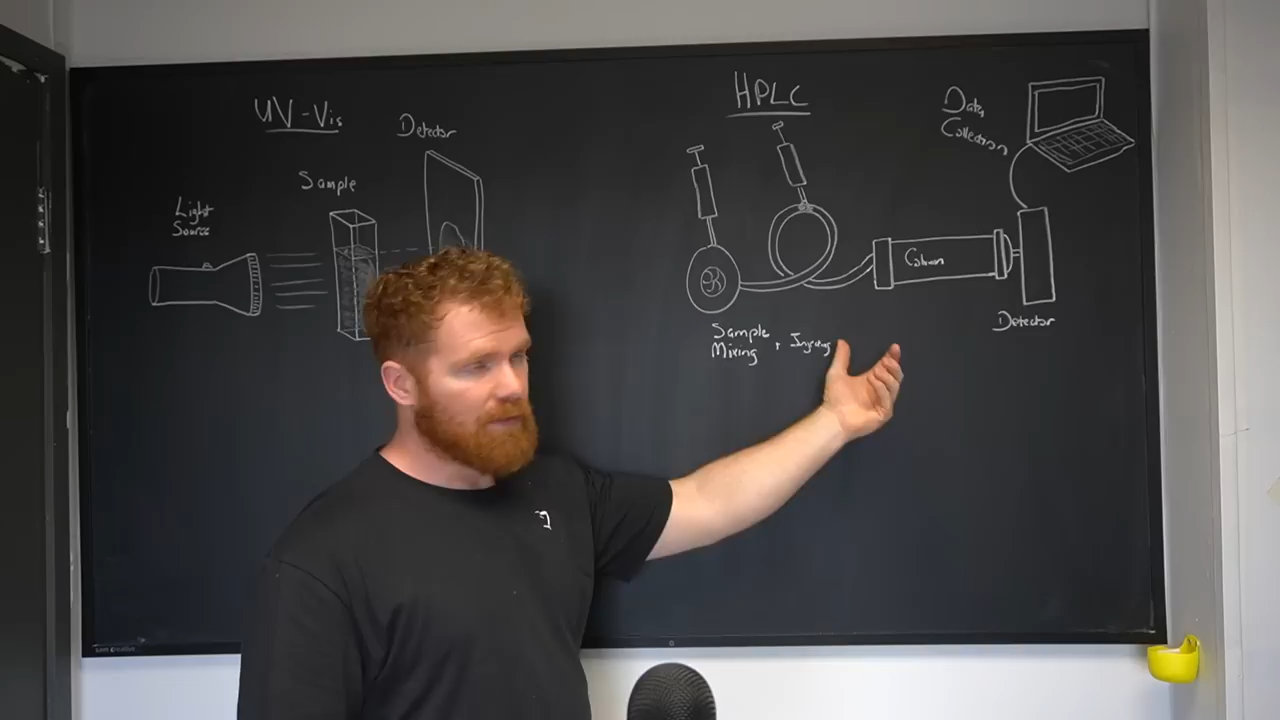 UV-Vis
Detector
Sample
Light
Source
HPLC
Data
Collection
Column
Detector
Sample
Mixing + Injecting